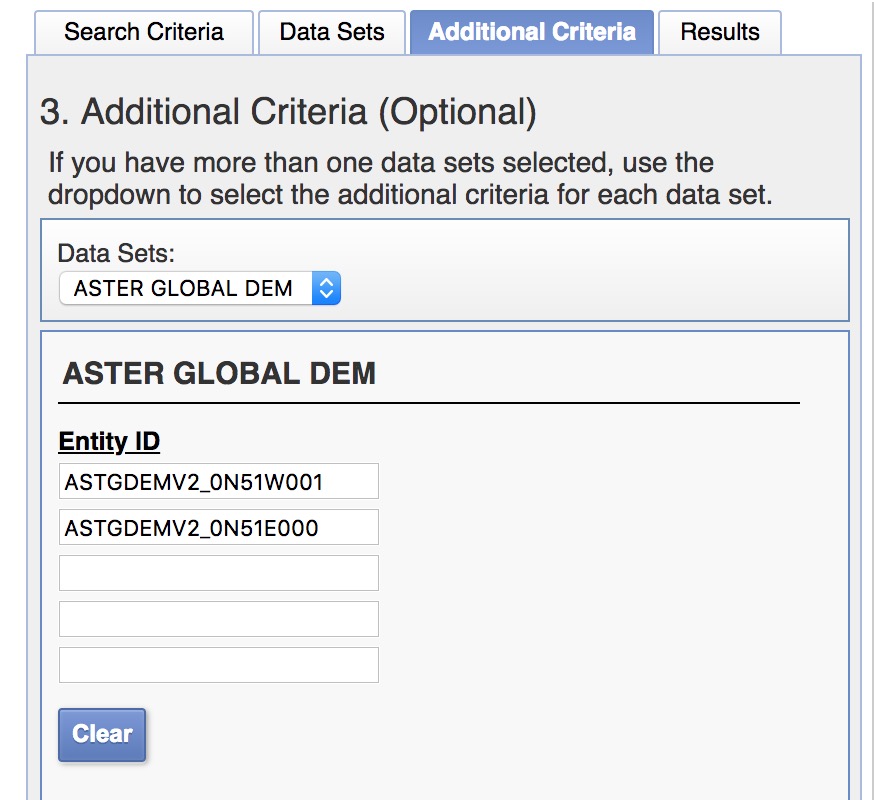 Search Criteria
Data Sets
Additional Criteria
Results
3. Additional Criteria (Optional)
If you have more than one data sets selected, use the
dropdown to select the additional criteria for each data set.
Data Sets:
ASTER GLOBAL DEM
ASTER GLOBAL DEM
Entity ID
ASTGDEMV2_0N51W001
ASTGDEMV2_0N51E000
Clear